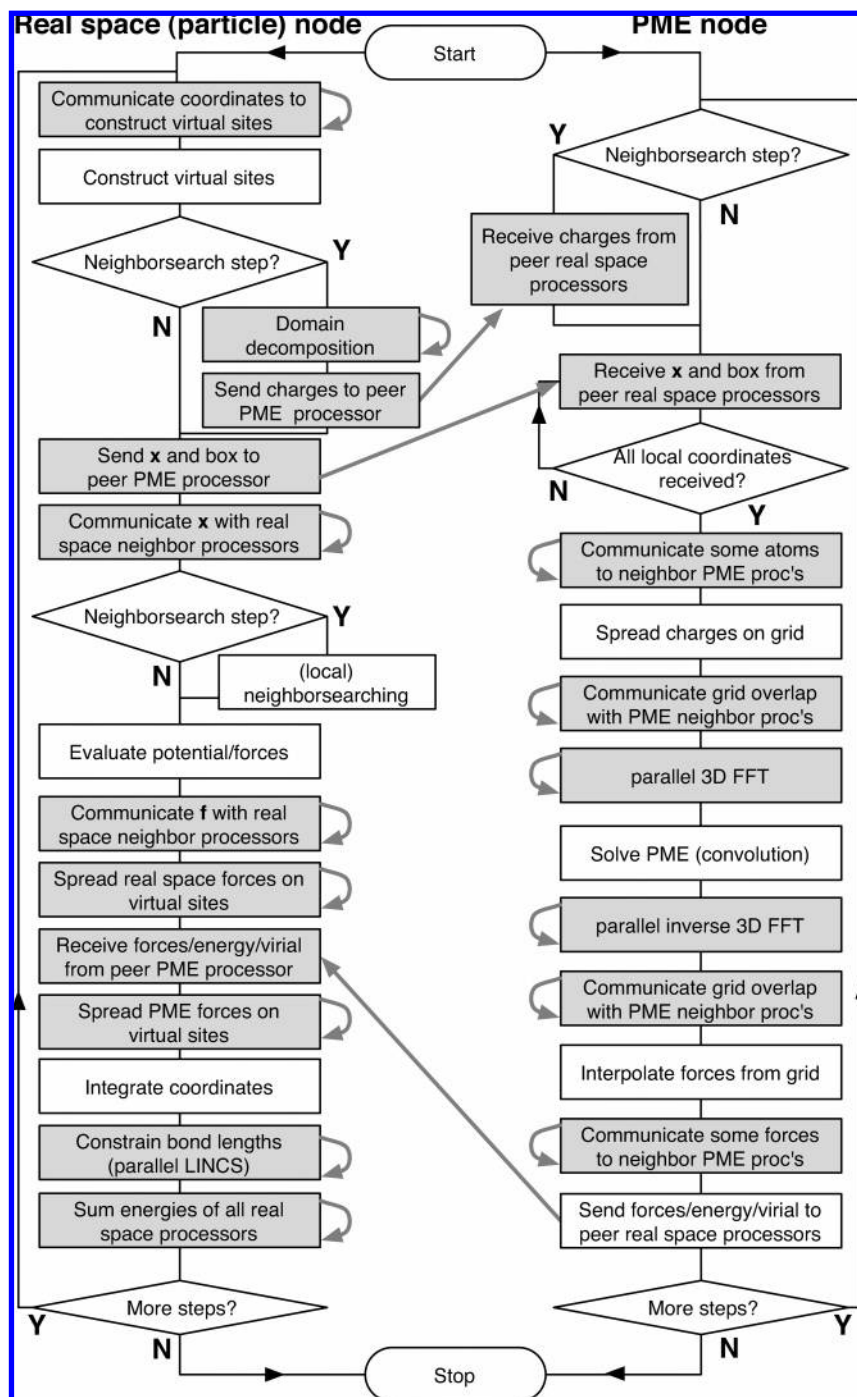 Real space (particle) node
PME node
Start
Communicate coordinates to
construct virtual sites
Construct virtual sites
Neighborsearch step?
Y
N
Domain
decomposition
Send charges to peer
PME processor
Send x and box to
peer PME processor
Communicate x with real
space neighbor processors
Neighborsearch step?
Y
N
(local)
neighborsearching
Evaluate potential/forces
Communicate f with real
space neighbor processors
Spread real space forces on
virtual sites
Receive forces/energy/virial
from peer PME processor
Spread PME forces on
virtual sites
Integrate coordinates
Constrain bond lengths
(parallel LINCS)
Sum energies of all real
space processors
More steps?
Y
N
Y
Neighborsearch step?
N
Receive charges from
peer real space
processors
Receive x and box from
peer real space processors
All local coordinates
received?
N
Y
Communicate some atoms
to neighbor PME proc's
Spread charges on grid
Communicate grid overlap
with PME neighbor proc's
parallel 3D FFT
Solve PME (convolution)
parallel inverse 3D FFT
Communicate grid overlap
with PME neighbor proc's
Interpolate forces from grid
Communicate some forces
to neighbor PME proc's
Send forces/energy/virial to
peer real space processors
More steps?
Y
N
Stop